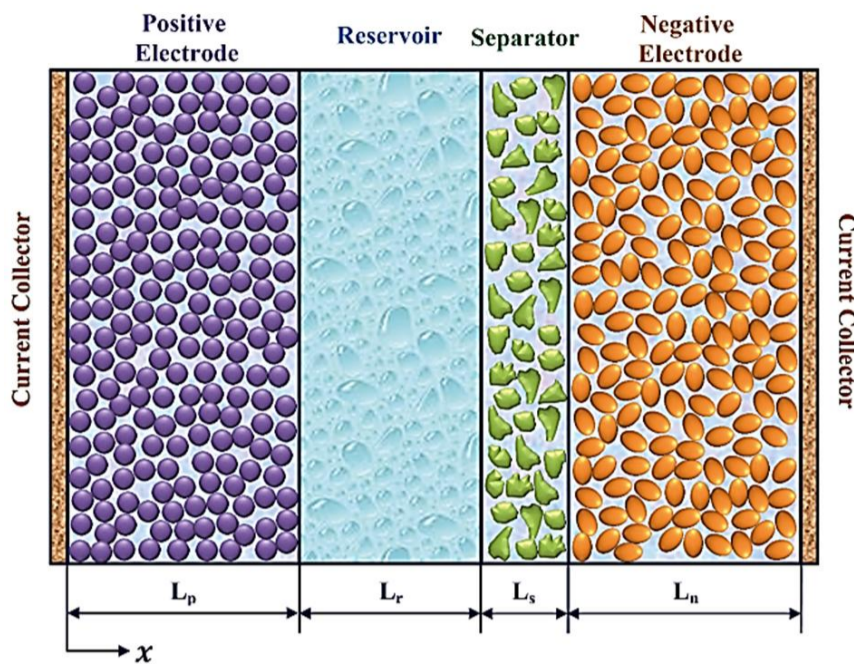 Positive
Electrode
Reservoir
Separator
Negative
Electrode
Current Collector
Current Collector
Lp
Lr
Ls
Ln
x